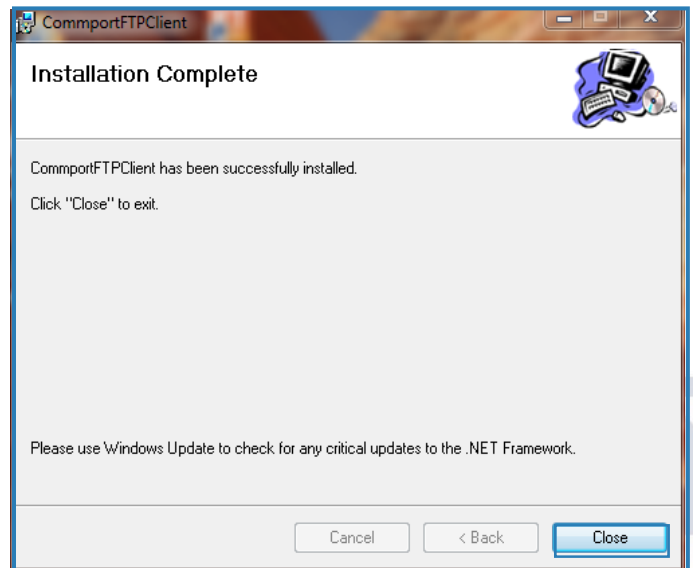 CommportFTPClient
Installation Complete
CommportFTPClient has been successfully installed.
Click "Close" to exit.
Please use Windows Update to check for any critical updates to the .NET Framework.
Cancel
< Back
Close